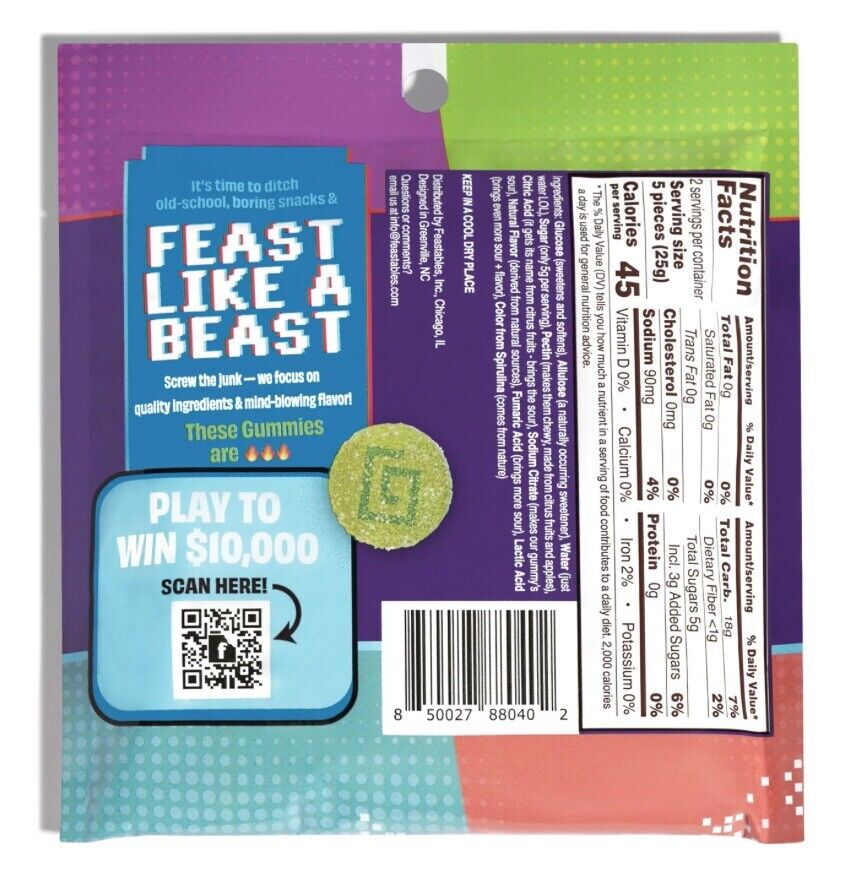 It's time to ditch
old-school, boring snacks &
FEAST
LIKE A
BEAST
Screw the junk — we focus on
quality ingredients & mind-blowing flavor!
These Gummies
are 🔥🔥🔥
PLAY TO
WIN $10,000
SCAN HERE!
Nutrition
Facts
2 servings per container
Serving size
5 pieces (25g)
Calories
per serving
45
Amount/serving % Daily Value*
Total Fat 0g 0%
Saturated Fat 0g 0%
Trans Fat 0g
Cholesterol 0mg 0%
Sodium 90mg 4%
Amount/serving % Daily Value*
Total Carb. 18g 7%
Dietary Fiber <1g 2%
Total Sugars 5g
Incl. 3g Added Sugars 6%
Protein 0g 0%
Vitamin D 0% • Calcium 0% • Iron 2% • Potassium 0%
*The % Daily Value (DV) tells you how much a nutrient in a serving of food contributes to a daily diet. 2,000 calories
a day is used for general nutrition advice.
Ingredients: Glucose (sweetens and softens), Allulose (a naturally occurring sweetener), Water (just
water LOL), Sugar (only 5g per serving), Pectin (makes them chewy, made from citrus fruits and apples),
Citric Acid (it gets its name from citrus fruits - brings the sour), Sodium Citrate (makes our gummy's
sour), Natural Flavor (derived from natural sources), Fumaric Acid (brings more sour), Lactic Acid
(brings even more sour + flavor), Color from Spirulina (comes from nature)
KEEP IN A COOL DRY PLACE
Distributed by Feastables, Inc., Chicago, IL
Designed in Greenville, NC
Questions or comments?
email us at info@feastables.com
8 50027 88040 2